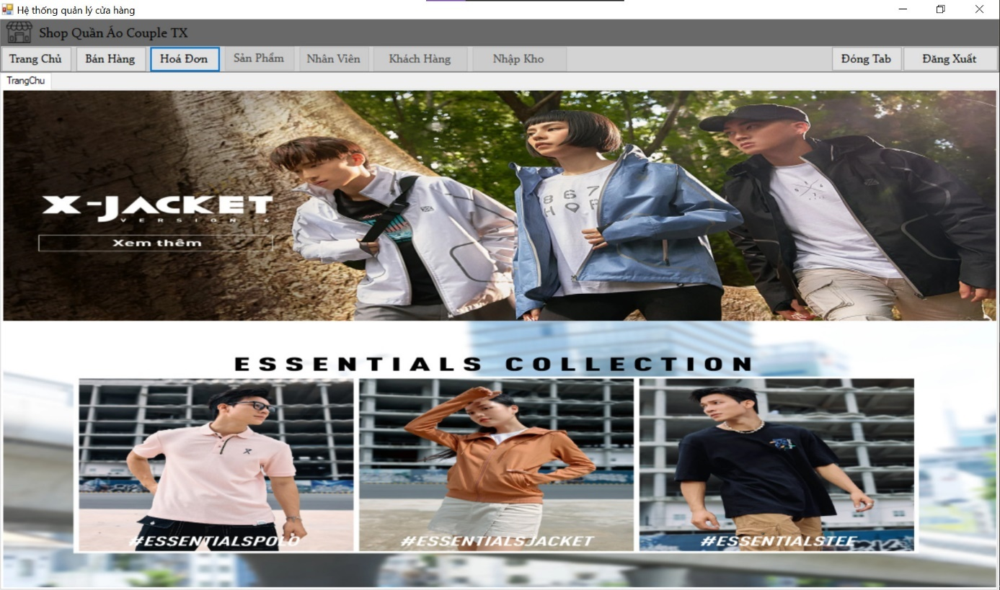 Hệ thống quản lý cửa hàng
Shop Quần Áo Couple TX
Trang Chủ
Bán Hàng
Hoá Đơn
Sản Phẩm
Nhân Viên
Khách Hàng
Nhập Kho
Đóng Tab
Đăng Xuất
TrangChu
X-JACKET
VERSION 4
Xem thêm
867
HOP
ESSENTIALS COLLECTION
#ESSENTIALSPOLO
#ESSENTIALSJACKET
#ESSENTIALSTEE